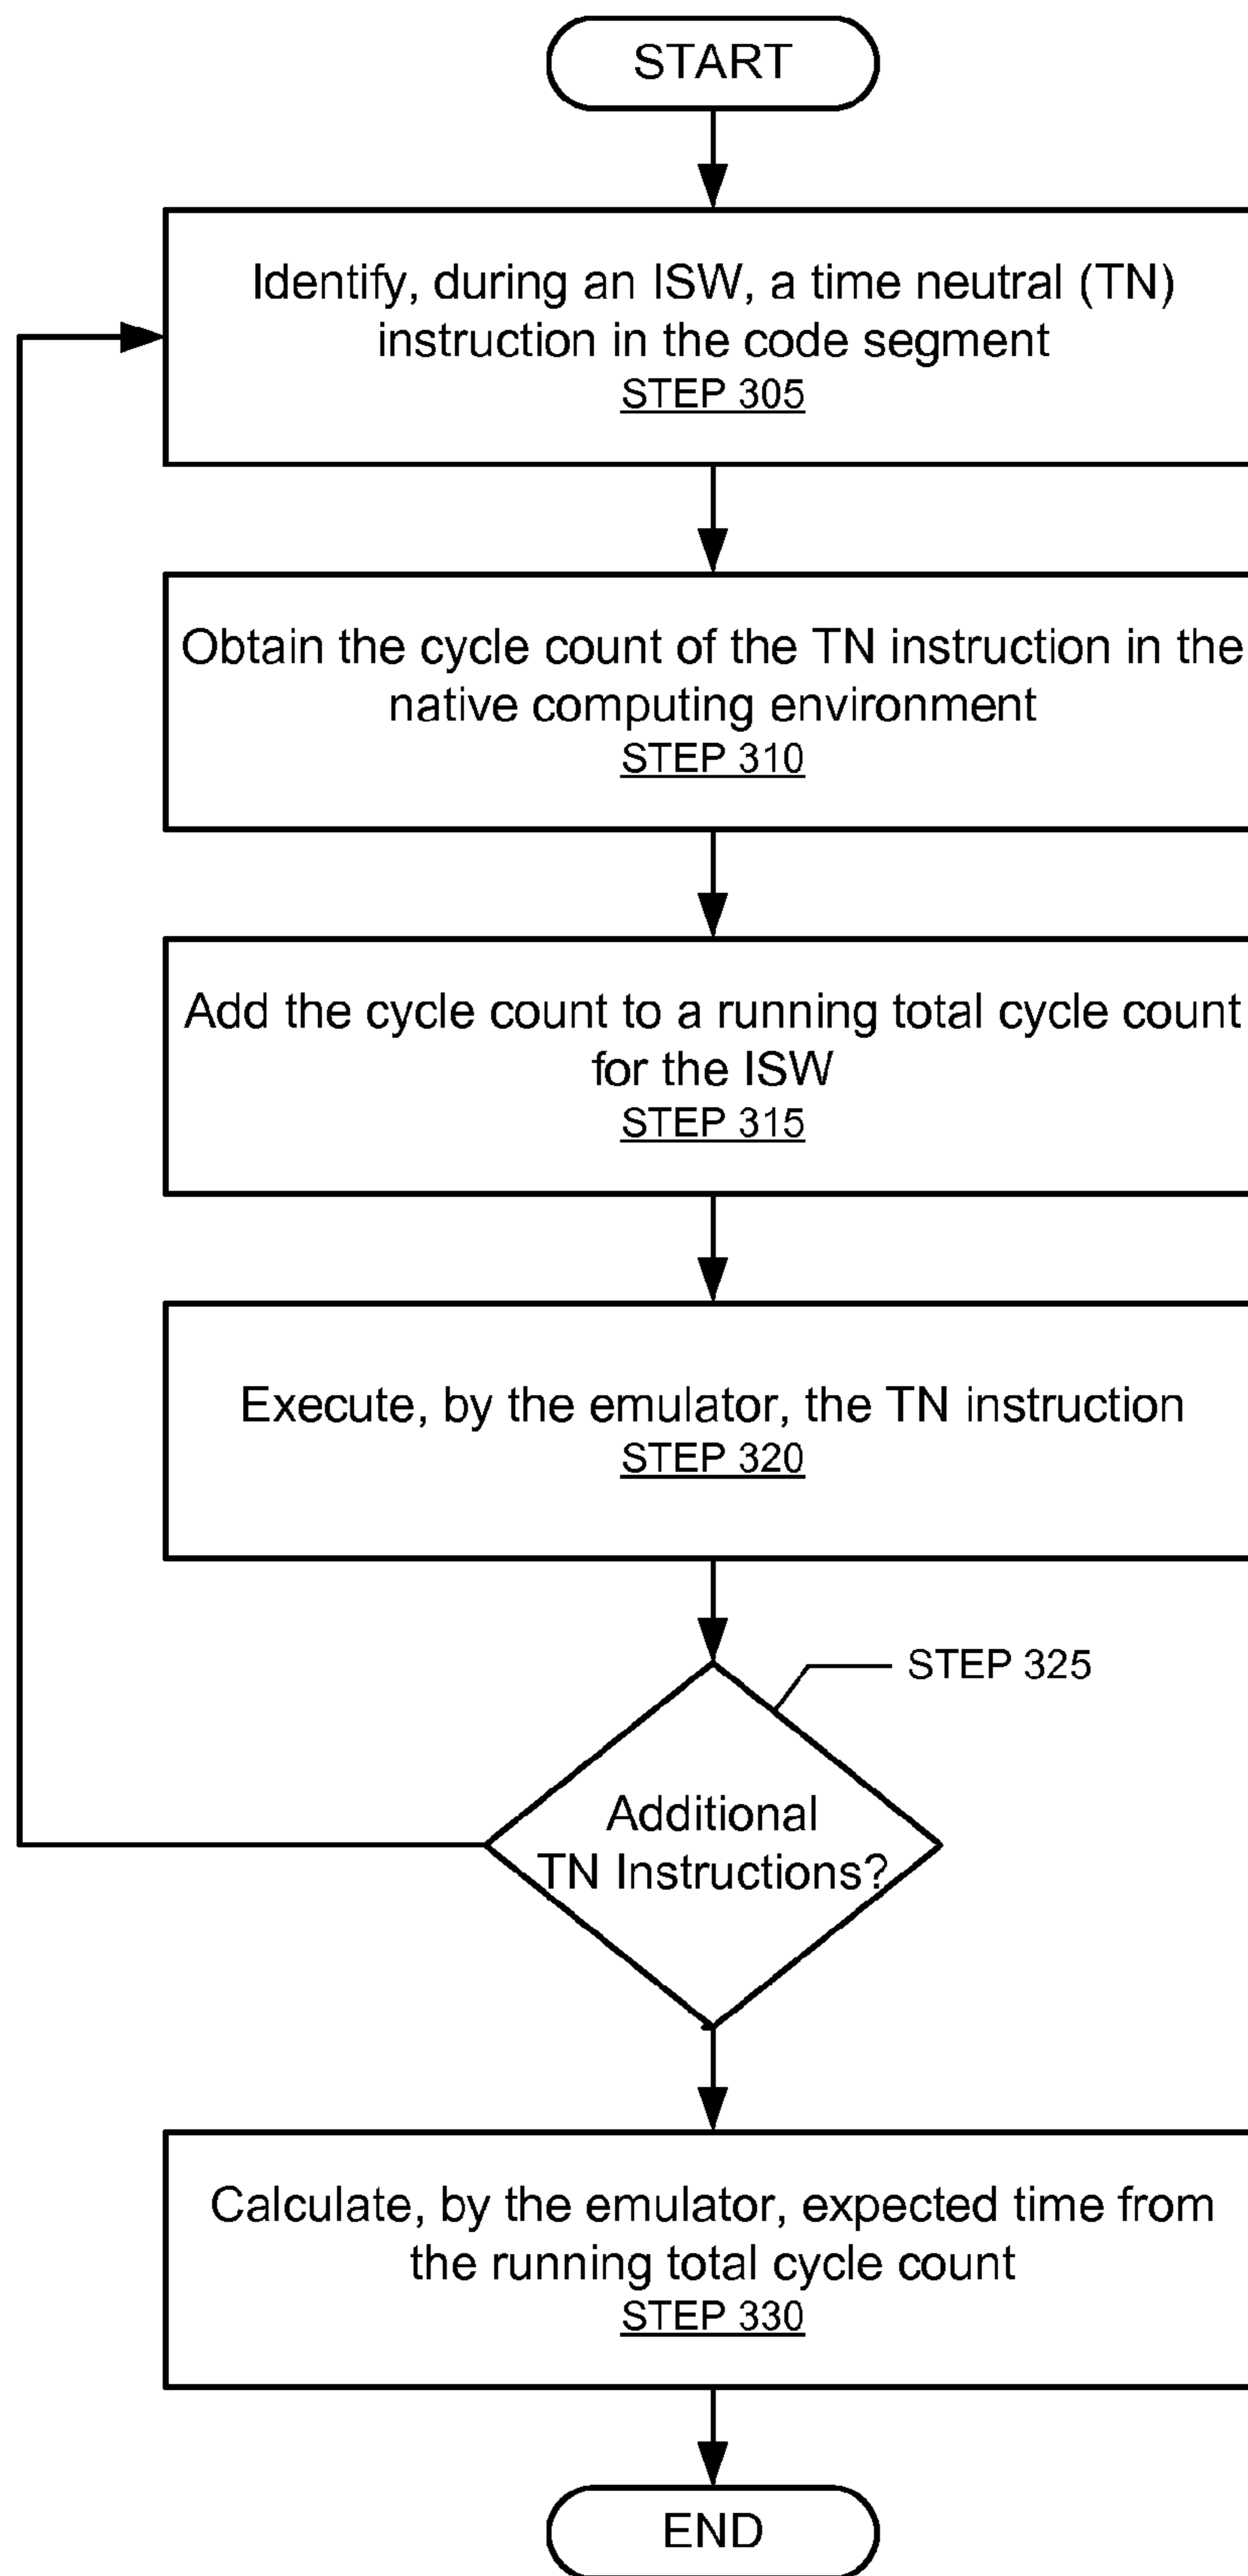 START
Identify, during an ISW, a time neutral (TN)
instruction in the code segment
STEP 305
Obtain the cycle count of the TN instruction in the
native computing environment
STEP 310
Add the cycle count to a running total cycle count
for the ISW
STEP 315
Execute, by the emulator, the TN instruction
STEP 320
STEP 325
Additional
TN Instructions?
Calculate, by the emulator, expected time from
the running total cycle count
STEP 330
END